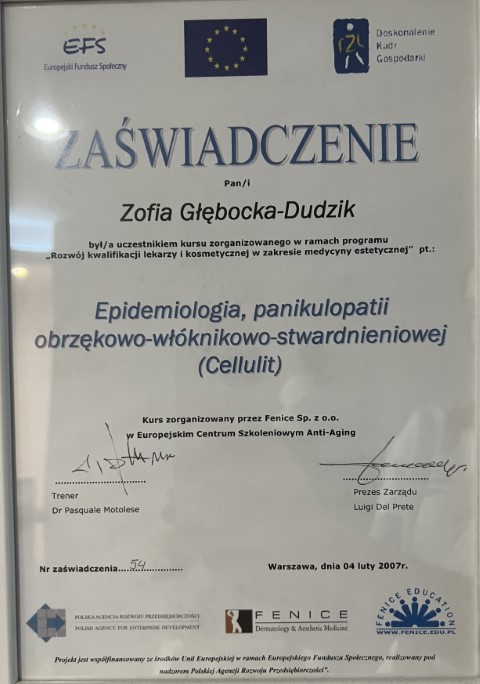 EFS
Europejski Fundusz Społeczny
rzl
Doskonalenie
Kadr
Gospodarki
ZAŚWIADCZENIE
Pan/i
Zofia Głębocka-Dudzik
był/a uczestnikiem kursu zorganizowanego w ramach programu
„Rozwój kwalifikacji lekarzy i kosmetycznej w zakresie medycyny estetycznej” pt.:
Epidemiologia, panikulopatii
obrzękowo-włóknikowo-stwardnieniowej
(Cellulit)
Kurs zorganizowany przez Fenice Sp. z o.o.
w Europejskim Centrum Szkoleniowym Anti-Aging
Trener
Dr Pasquale Motolese
Prezes Zarządu
Luigi Del Prete
Nr zaświadczenia.....54...............
Warszawa, dnia 04 luty 2007r.
POLSKA AGENCJA ROZWOJU PRZEDSIĘBIORCZOŚCI
POLISH AGENCY FOR ENTERPRISE DEVELOPMENT
FENICE
Dermatology & Aesthetic Medicine
FENICE EDUCATION
WWW.FENICE.EDU.PL
Projekt jest współfinansowany ze środków Unii Europejskiej w ramach Europejskiego Funduszu Społecznego, realizowany pod
nadzorem Polskiej Agencji Rozwoju Przedsiębiorczości".